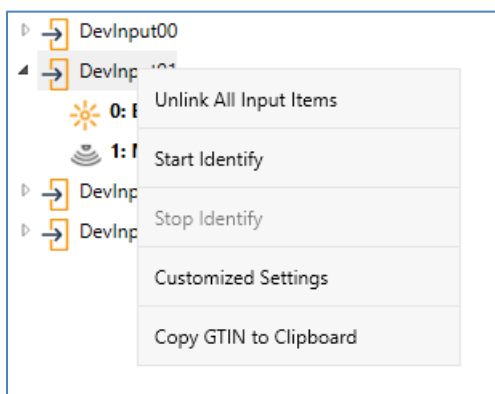 DevInput00
DevInp
0:
Unlink All Input Items
1:
Start Identify
DevInp
Stop Identify
DevInp
Customized Settings
Copy GTIN to Clipboard